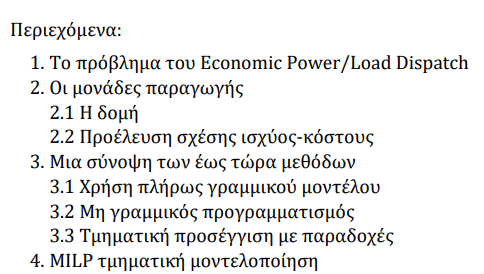 Περιεχόμενα:
1. Το πρόβλημα του Economic Power/Load Dispatch
2. Οι μονάδες παραγωγής
2.1 Η δομή
2.2 Προέλευση σχέσης ισχύος-κόστους
3. Μια σύνοψη των έως τώρα μεθόδων
3.1 Χρήση πλήρως γραμμικού μοντέλου
3.2 Μη γραμμικός προγραμματισμός
3.3 Τμηματική προσέγγιση με παραδοχές
4. MILP τμηματική μοντελοποίηση